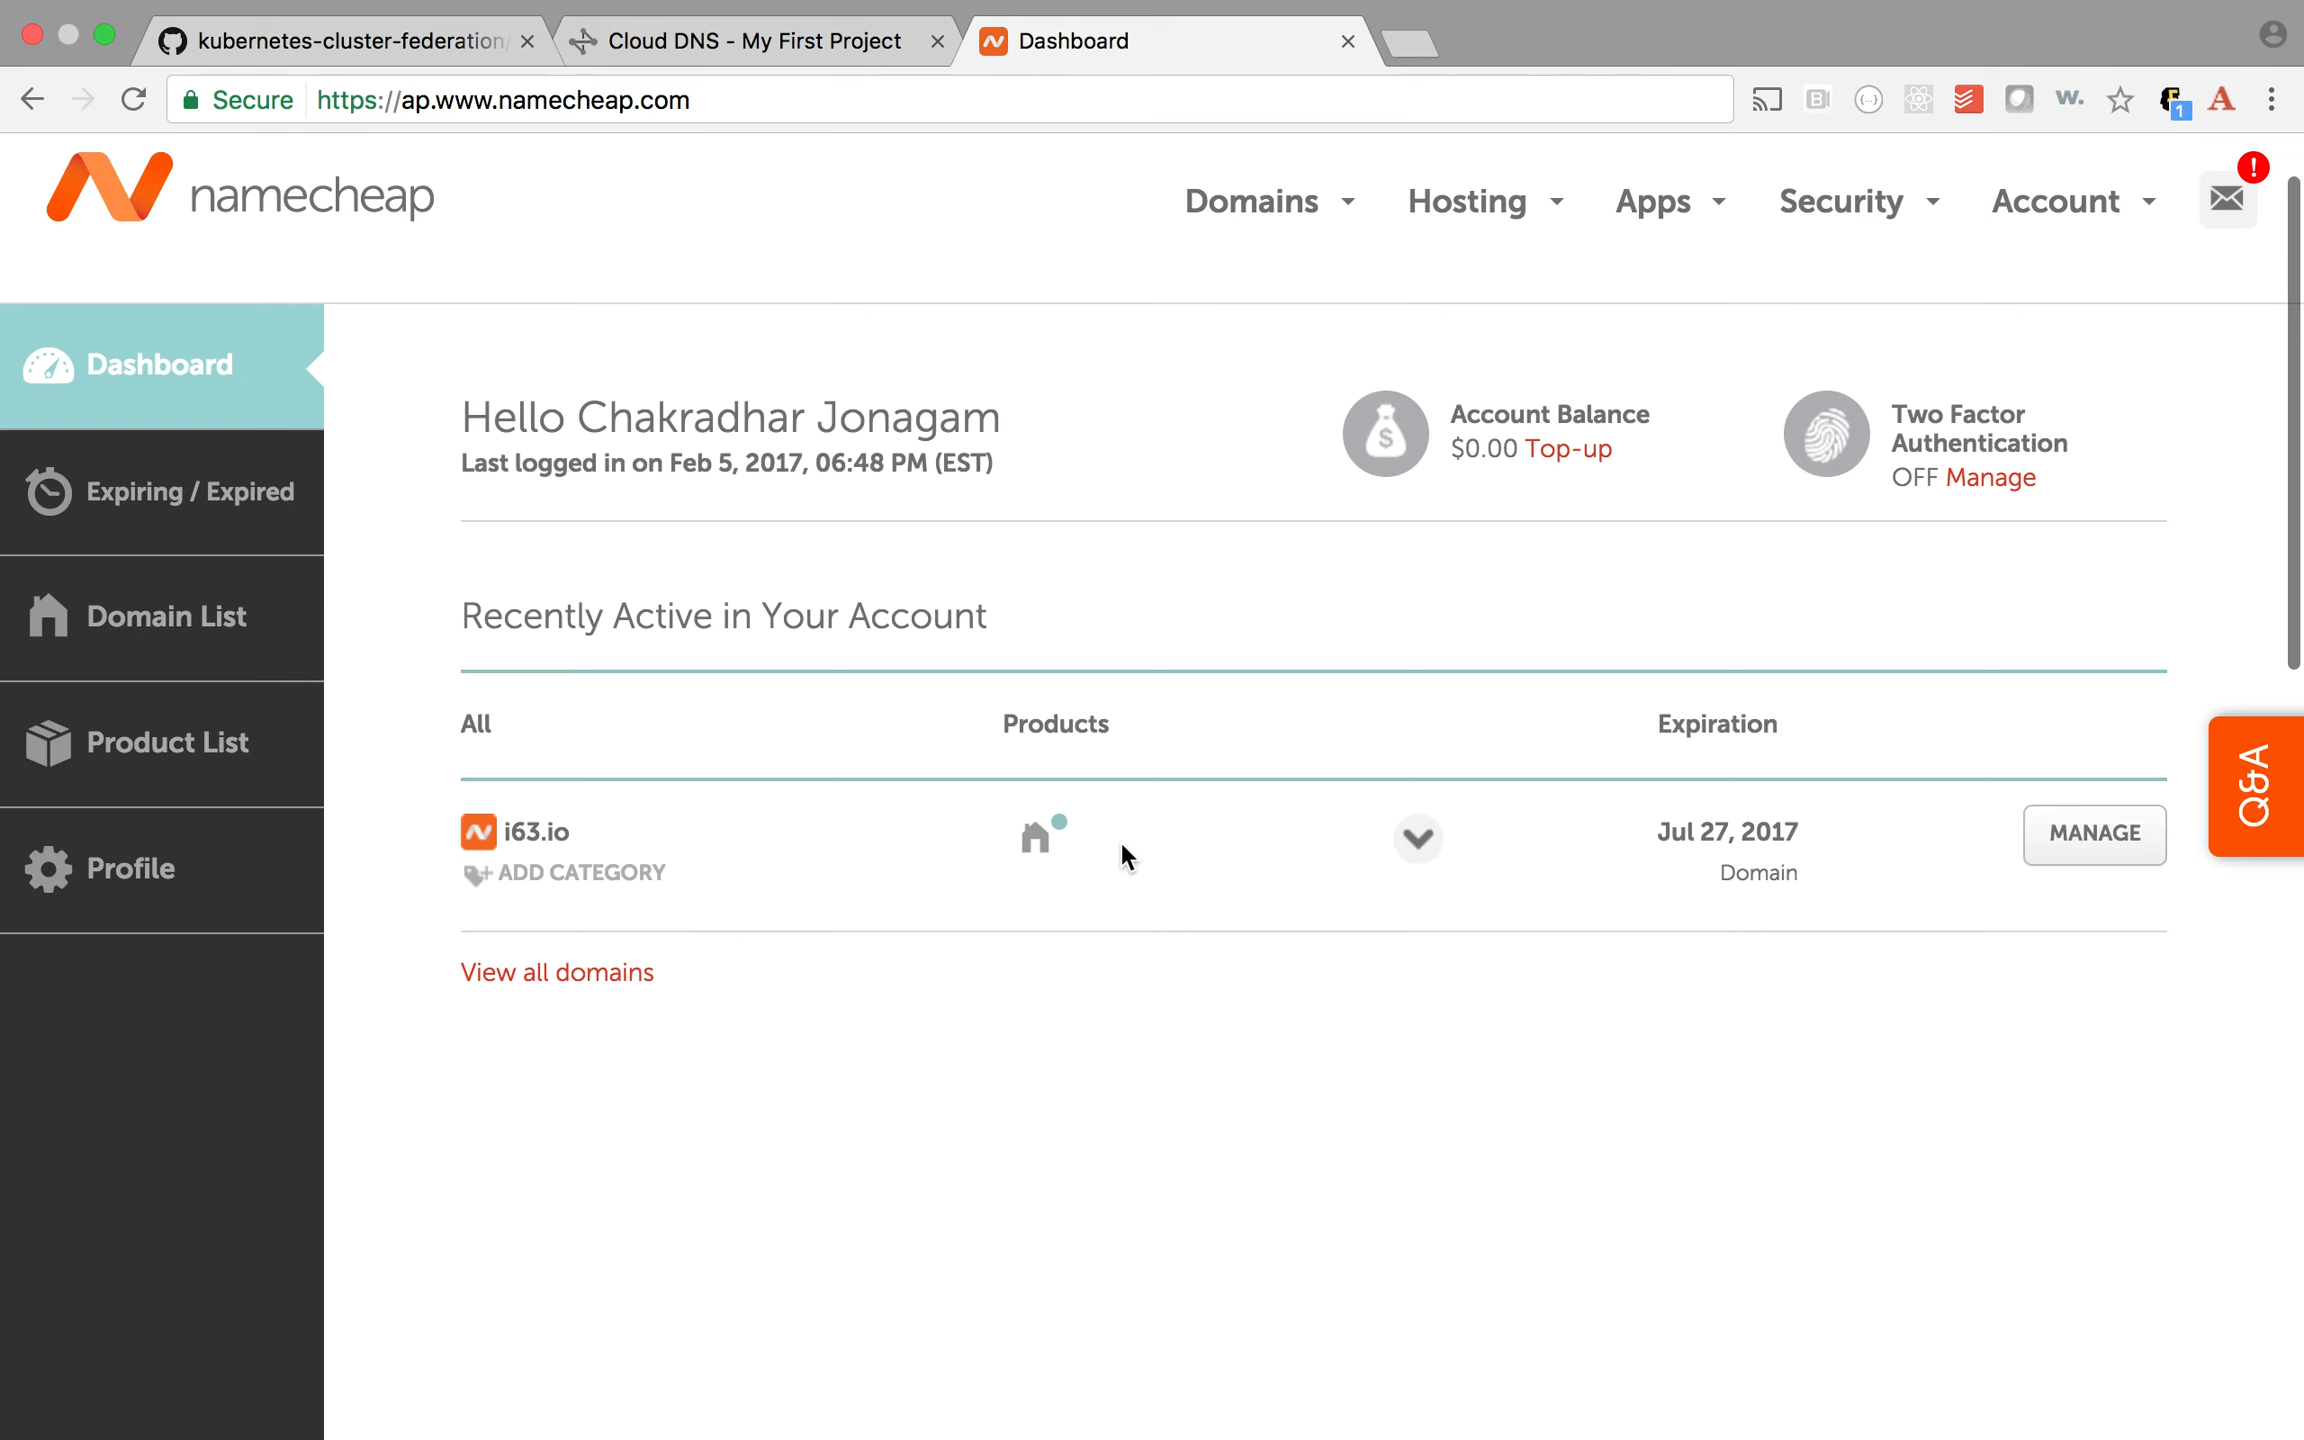 kubernetes-cluster-federation/
Cloud DNS - My First Project
Dashboard
Secure
https://ap.www.namecheap.com
1
namecheap
Domains
Hosting
Apps
Security
Account
!
Dashboard
Expiring / Expired
Domain List
Product List
Profile
Hello Chakradhar Jonagam
Last logged in on Feb 5, 2017, 06:48 PM (EST)
Account Balance
$0.00 Top-up
Two Factor
Authentication
OFF Manage
Recently Active in Your Account
All
Products
Expiration
i63.io
ADD CATEGORY
Jul 27, 2017
Domain
MANAGE
View all domains
Q&A